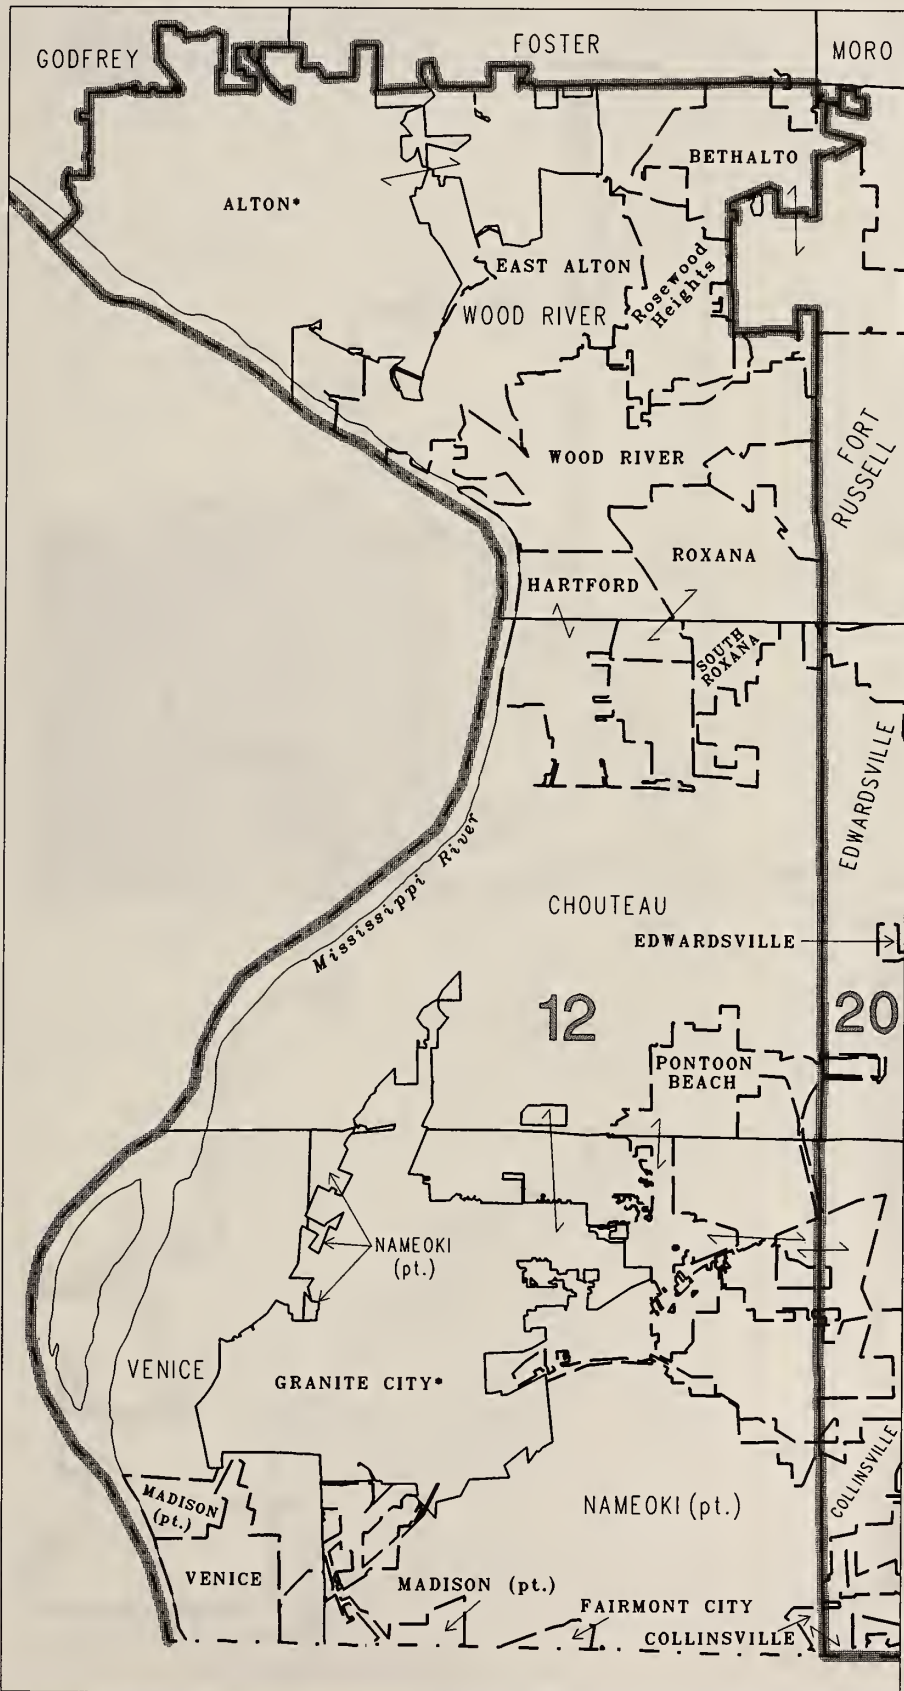 GODFREY
FOSTER
MORO
BETHALTO
ALTON*
EAST ALTON
Rosewood
Heights
WOOD RIVER
WOOD RIVER
FORT
RUSSELL
ROXANA
HARTFORD
SOUTH
ROXANA
EDWARDSVILLE
Mississippi River
CHOUTEAU
EDWARDSVILLE
12
20
PONTOON
BEACH
NAMEOKI
(pt.)
VENICE
GRANITE CITY*
COLLINSVILLE
MADISON
(pt.)
NAMEOKI (pt.)
VENICE
MADISON (pt.)
FAIRMONT CITY
COLLINSVILLE